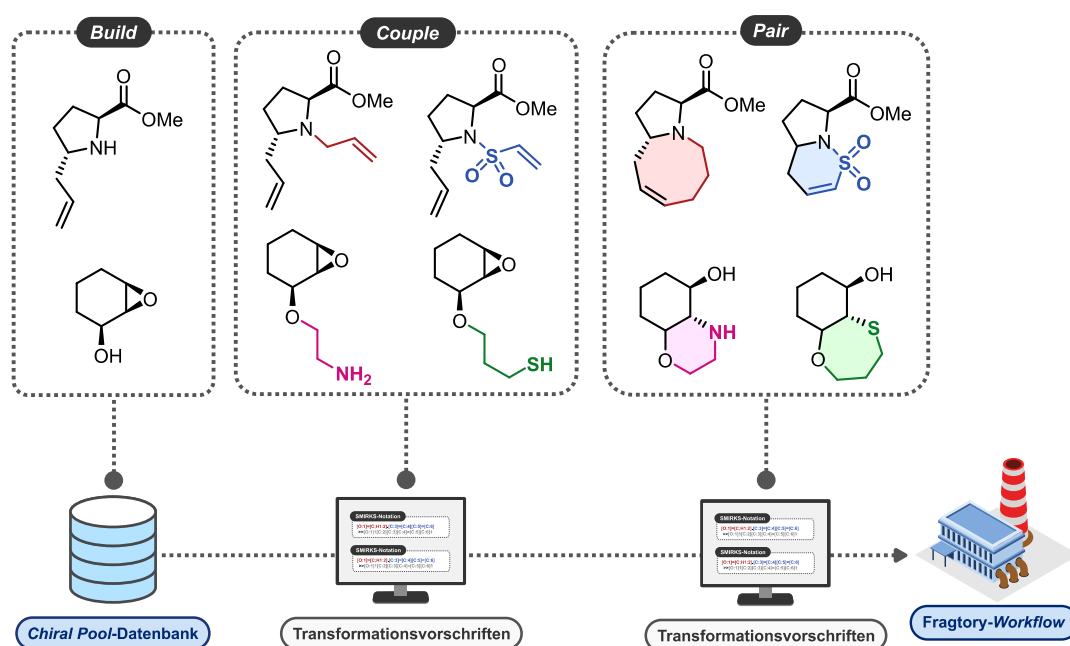 Build
Couple
Pair
O
OMe
NH
O
OMe
N
O
OMe
N
S
O
O
O
OMe
N
O
OMe
N
S
O
O
O
OH
O
O
NH2
O
O
SH
OH
NH
O
OH
S
O
SMIRKS-Notation
SMIRKS-Notation
SMIRKS-Notation
SMIRKS-Notation
Chiral Pool-Datenbank
Transformationsvorschriften
Transformationsvorschriften
Fragtory-Workflow